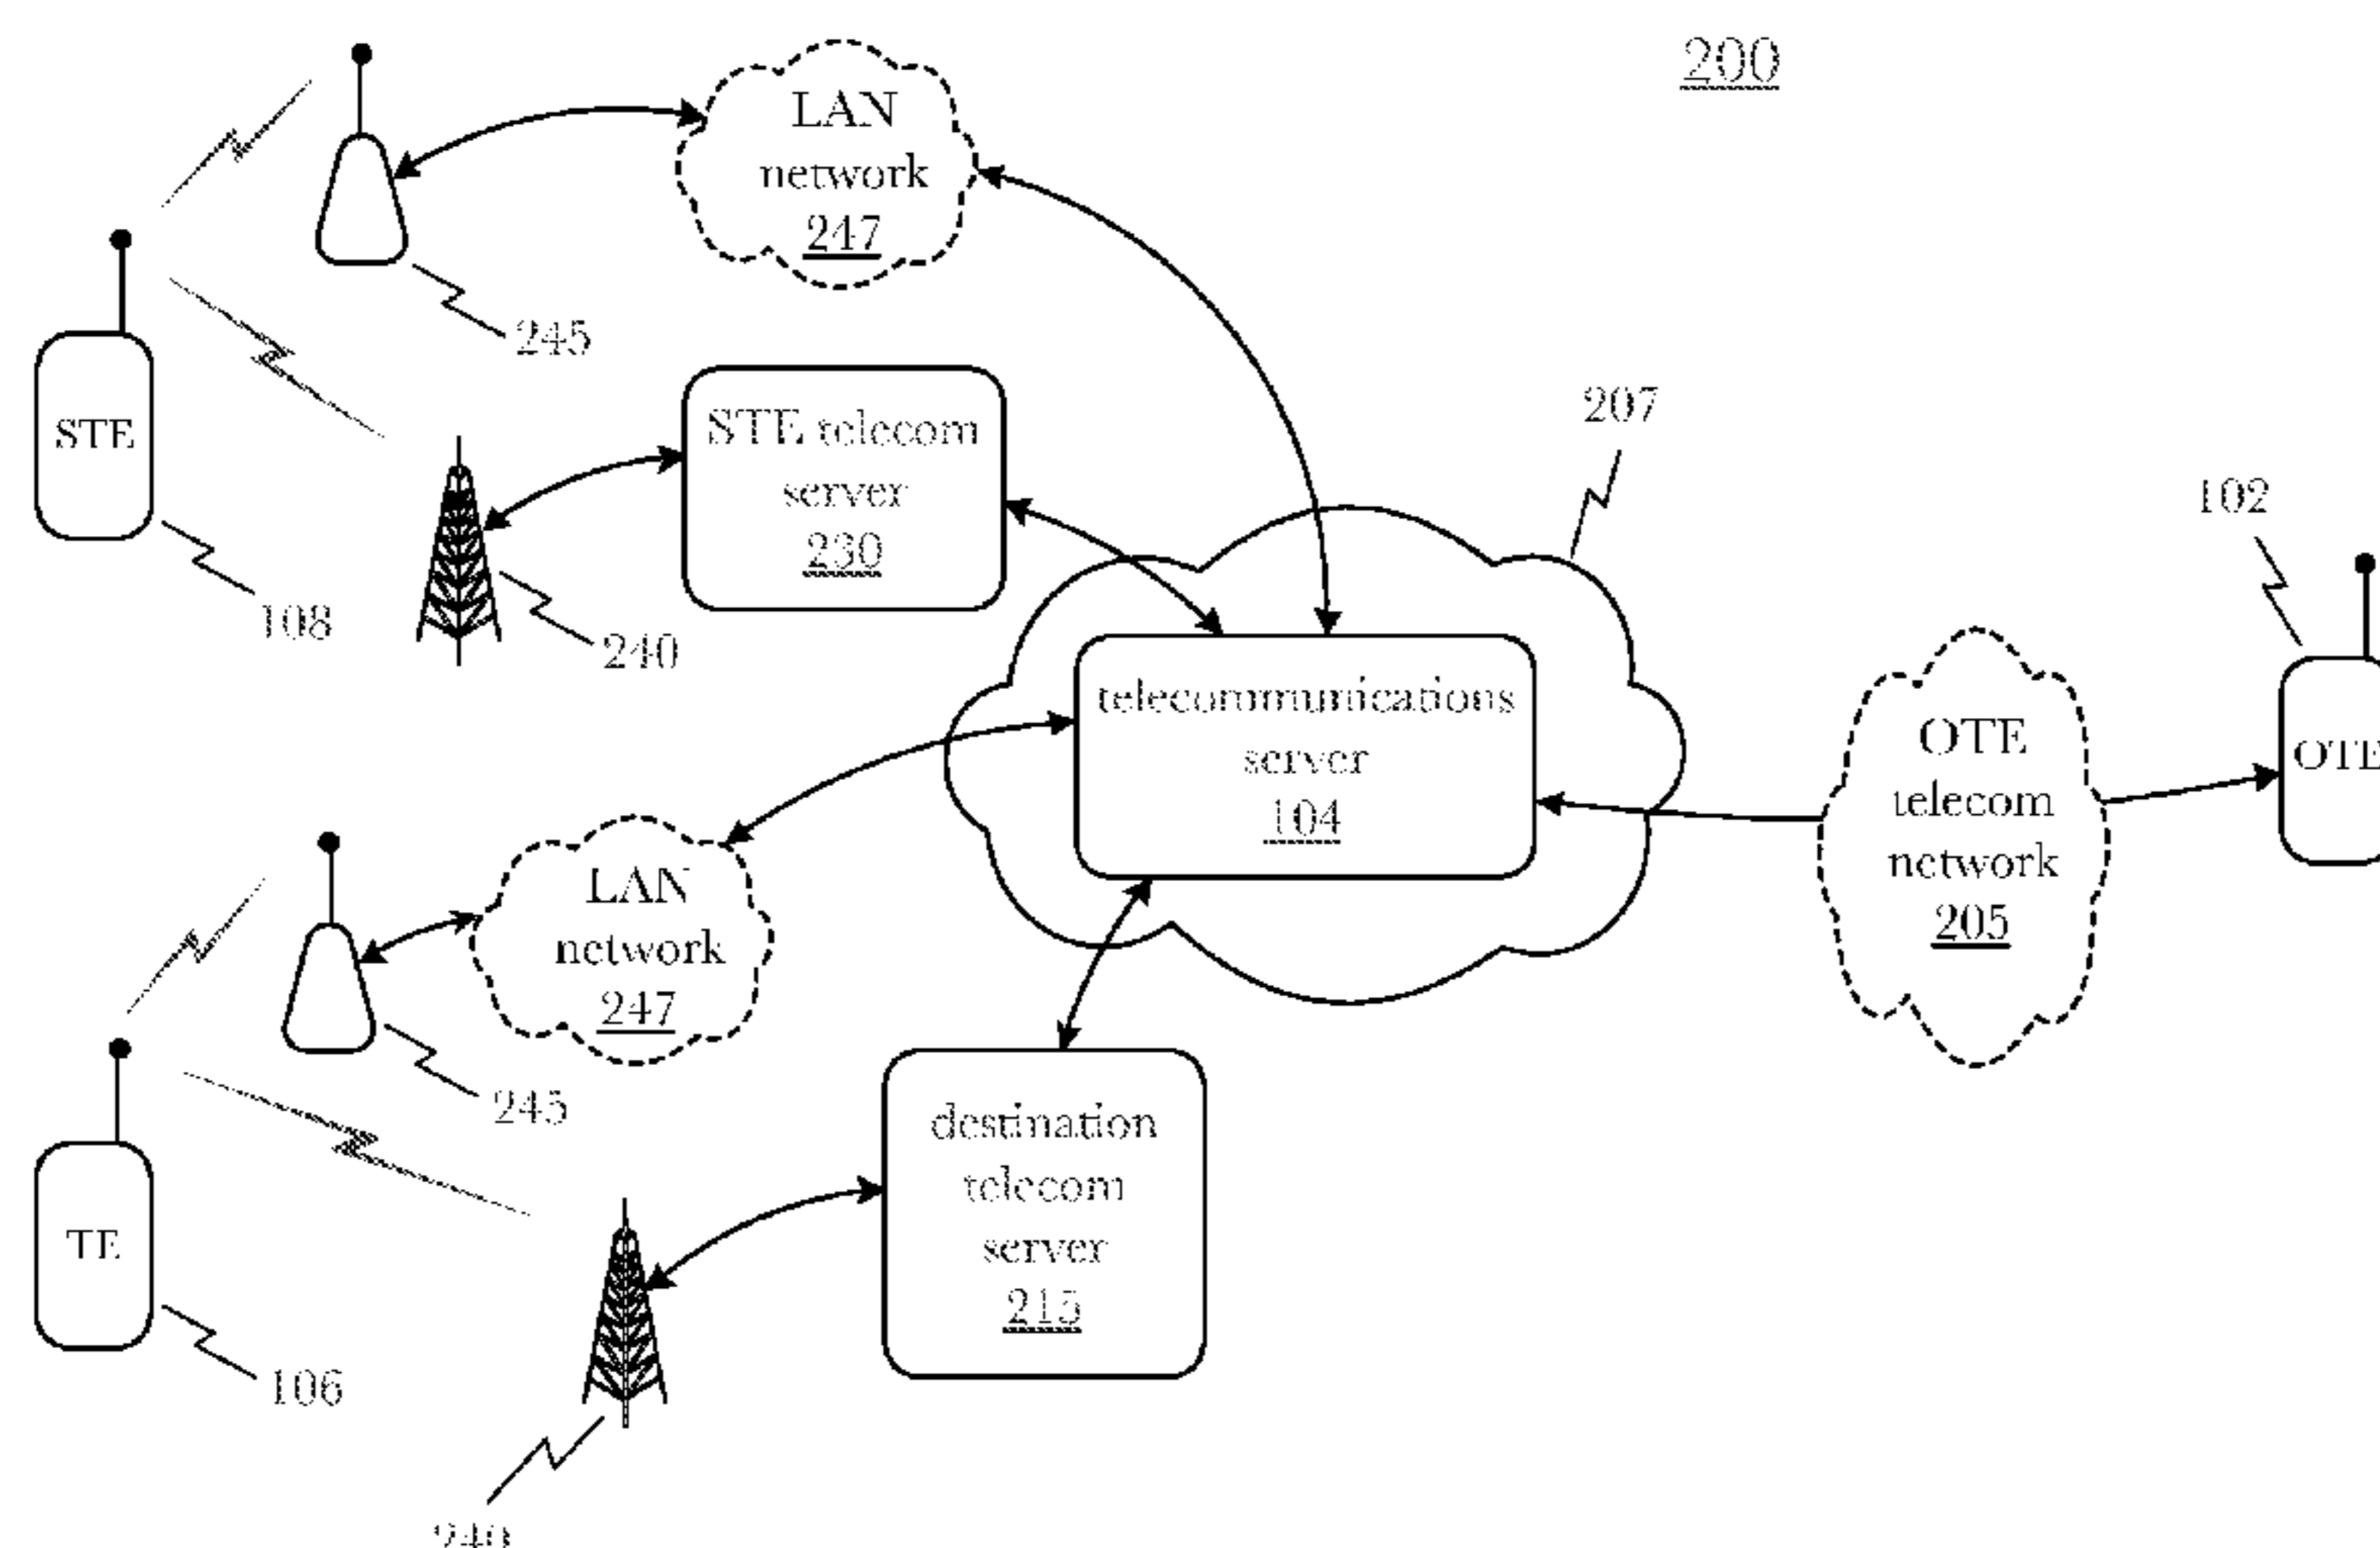 200
LAN
network
247
245
STE
108
STE telecom
server
230
240
207
102
telecommunications
server
104
OTE
telecom
network
205
OTE
LAN
network
247
245
TE
106
destination
telecom
server
215
240